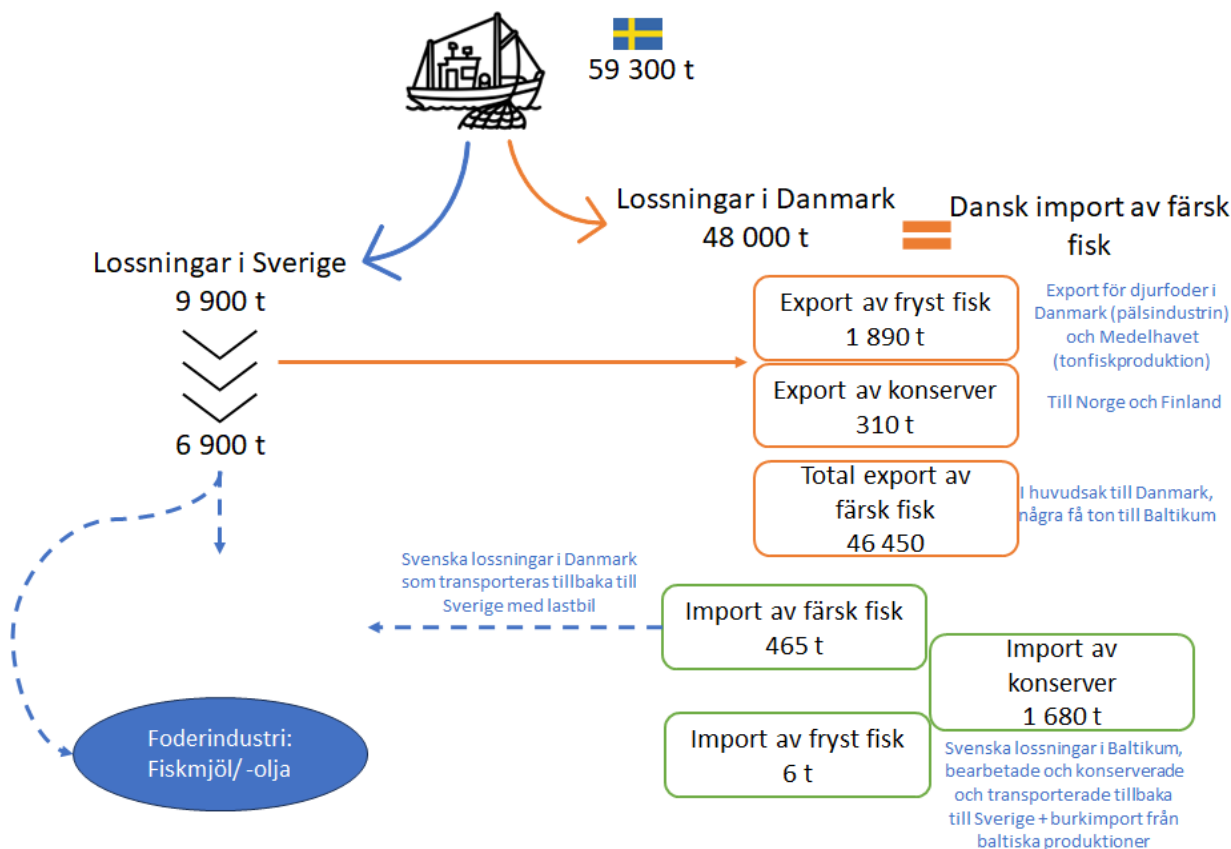 59 300 t
Lossningar i Danmark
48 000 t
Dansk import av färsk
fisk
Lossningar i Sverige
9 900 t
6 900 t
Export av fryst fisk
1 890 t
Export för djurfoder i
Danmark (pälsindustrin)
och Medelhavet
(tonfiskproduktion)
Export av konserver
310 t
Till Norge och Finland
Total export av
färsk fisk
46 450
I huvudsak till Danmark,
några få ton till Baltikum
Svenska lossningar i Danmark
som transporteras tillbaka till
Sverige med lastbil
Import av färsk fisk
465 t
Import av
konserver
1 680 t
Import av fryst fisk
6 t
Svenska lossningar i Baltikum,
bearbetade och konserverade
och transporterade tillbaka
till Sverige + burkimport från
baltiska produktioner
Foderindustri:
Fiskmjöl/ -olja